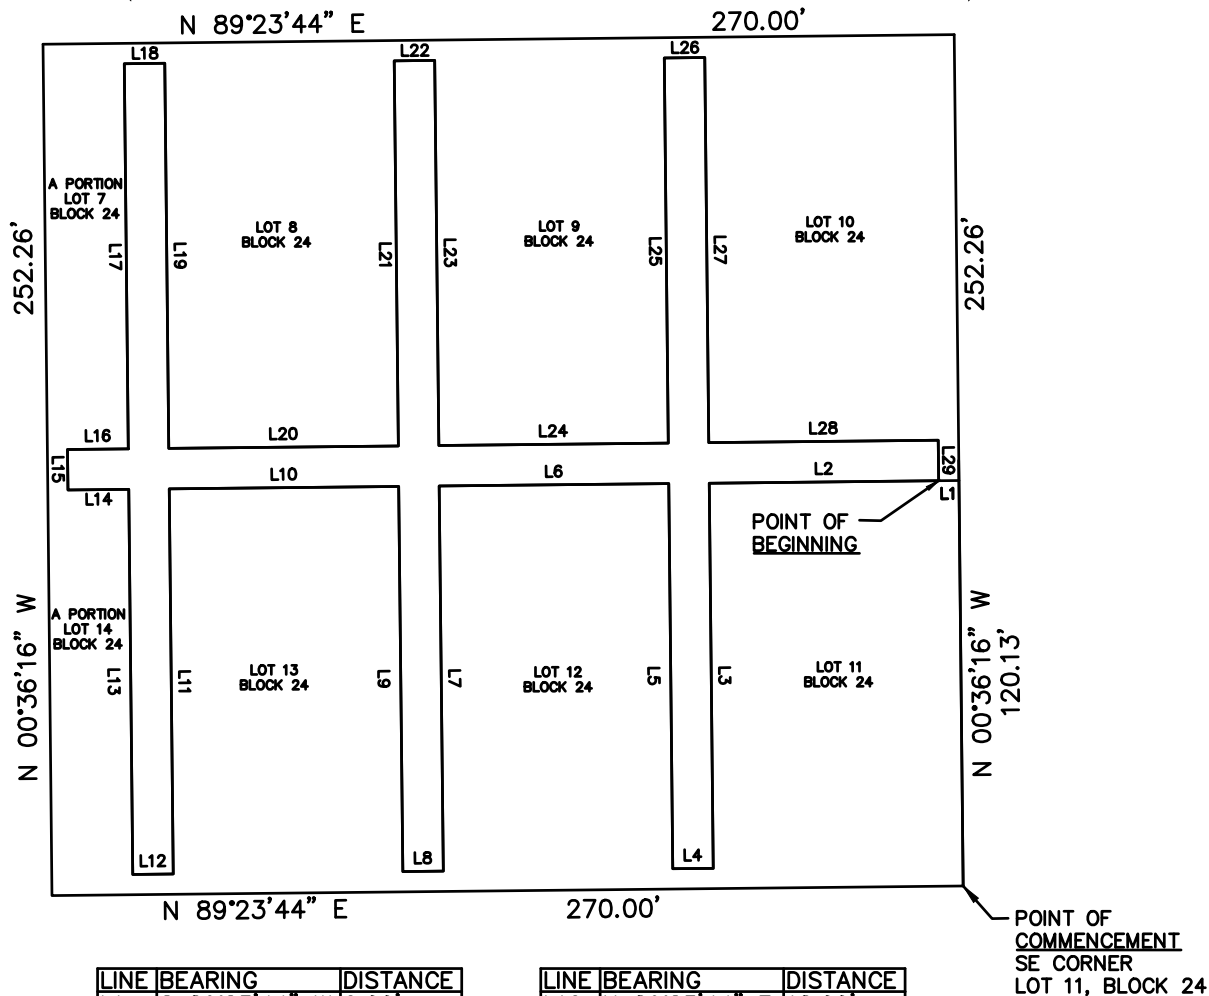 N 89°23'44" E 270.00'
L18 L22 L26
A PORTION
LOT 7
BLOCK 24
LOT 8
BLOCK 24
LOT 9
BLOCK 24
LOT 10
BLOCK 24
252.26'
L17
L19
L21
L23
L25
L27
252.26'
L16 L20 L24 L28
L15
L29
L14 L10 L6 L2 L1
POINT OF
BEGINNING
N 00°36'16" W
A PORTION
LOT 14
BLOCK 24
L13
L11
LOT 13
BLOCK 24
L9
L7
LOT 12
BLOCK 24
L5
L3
LOT 11
BLOCK 24
N 00°36'16" W
120.13'
L12 L8 L4
N 89°23'44" E 270.00'
POINT OF
COMMENCEMENT
SE CORNER
LOT 11, BLOCK 24
LINE BEARING DISTANCE
LINE BEARING DISTANCE